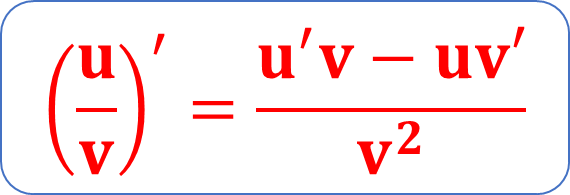 (u/v)′ = (u′v − uv′)/v²